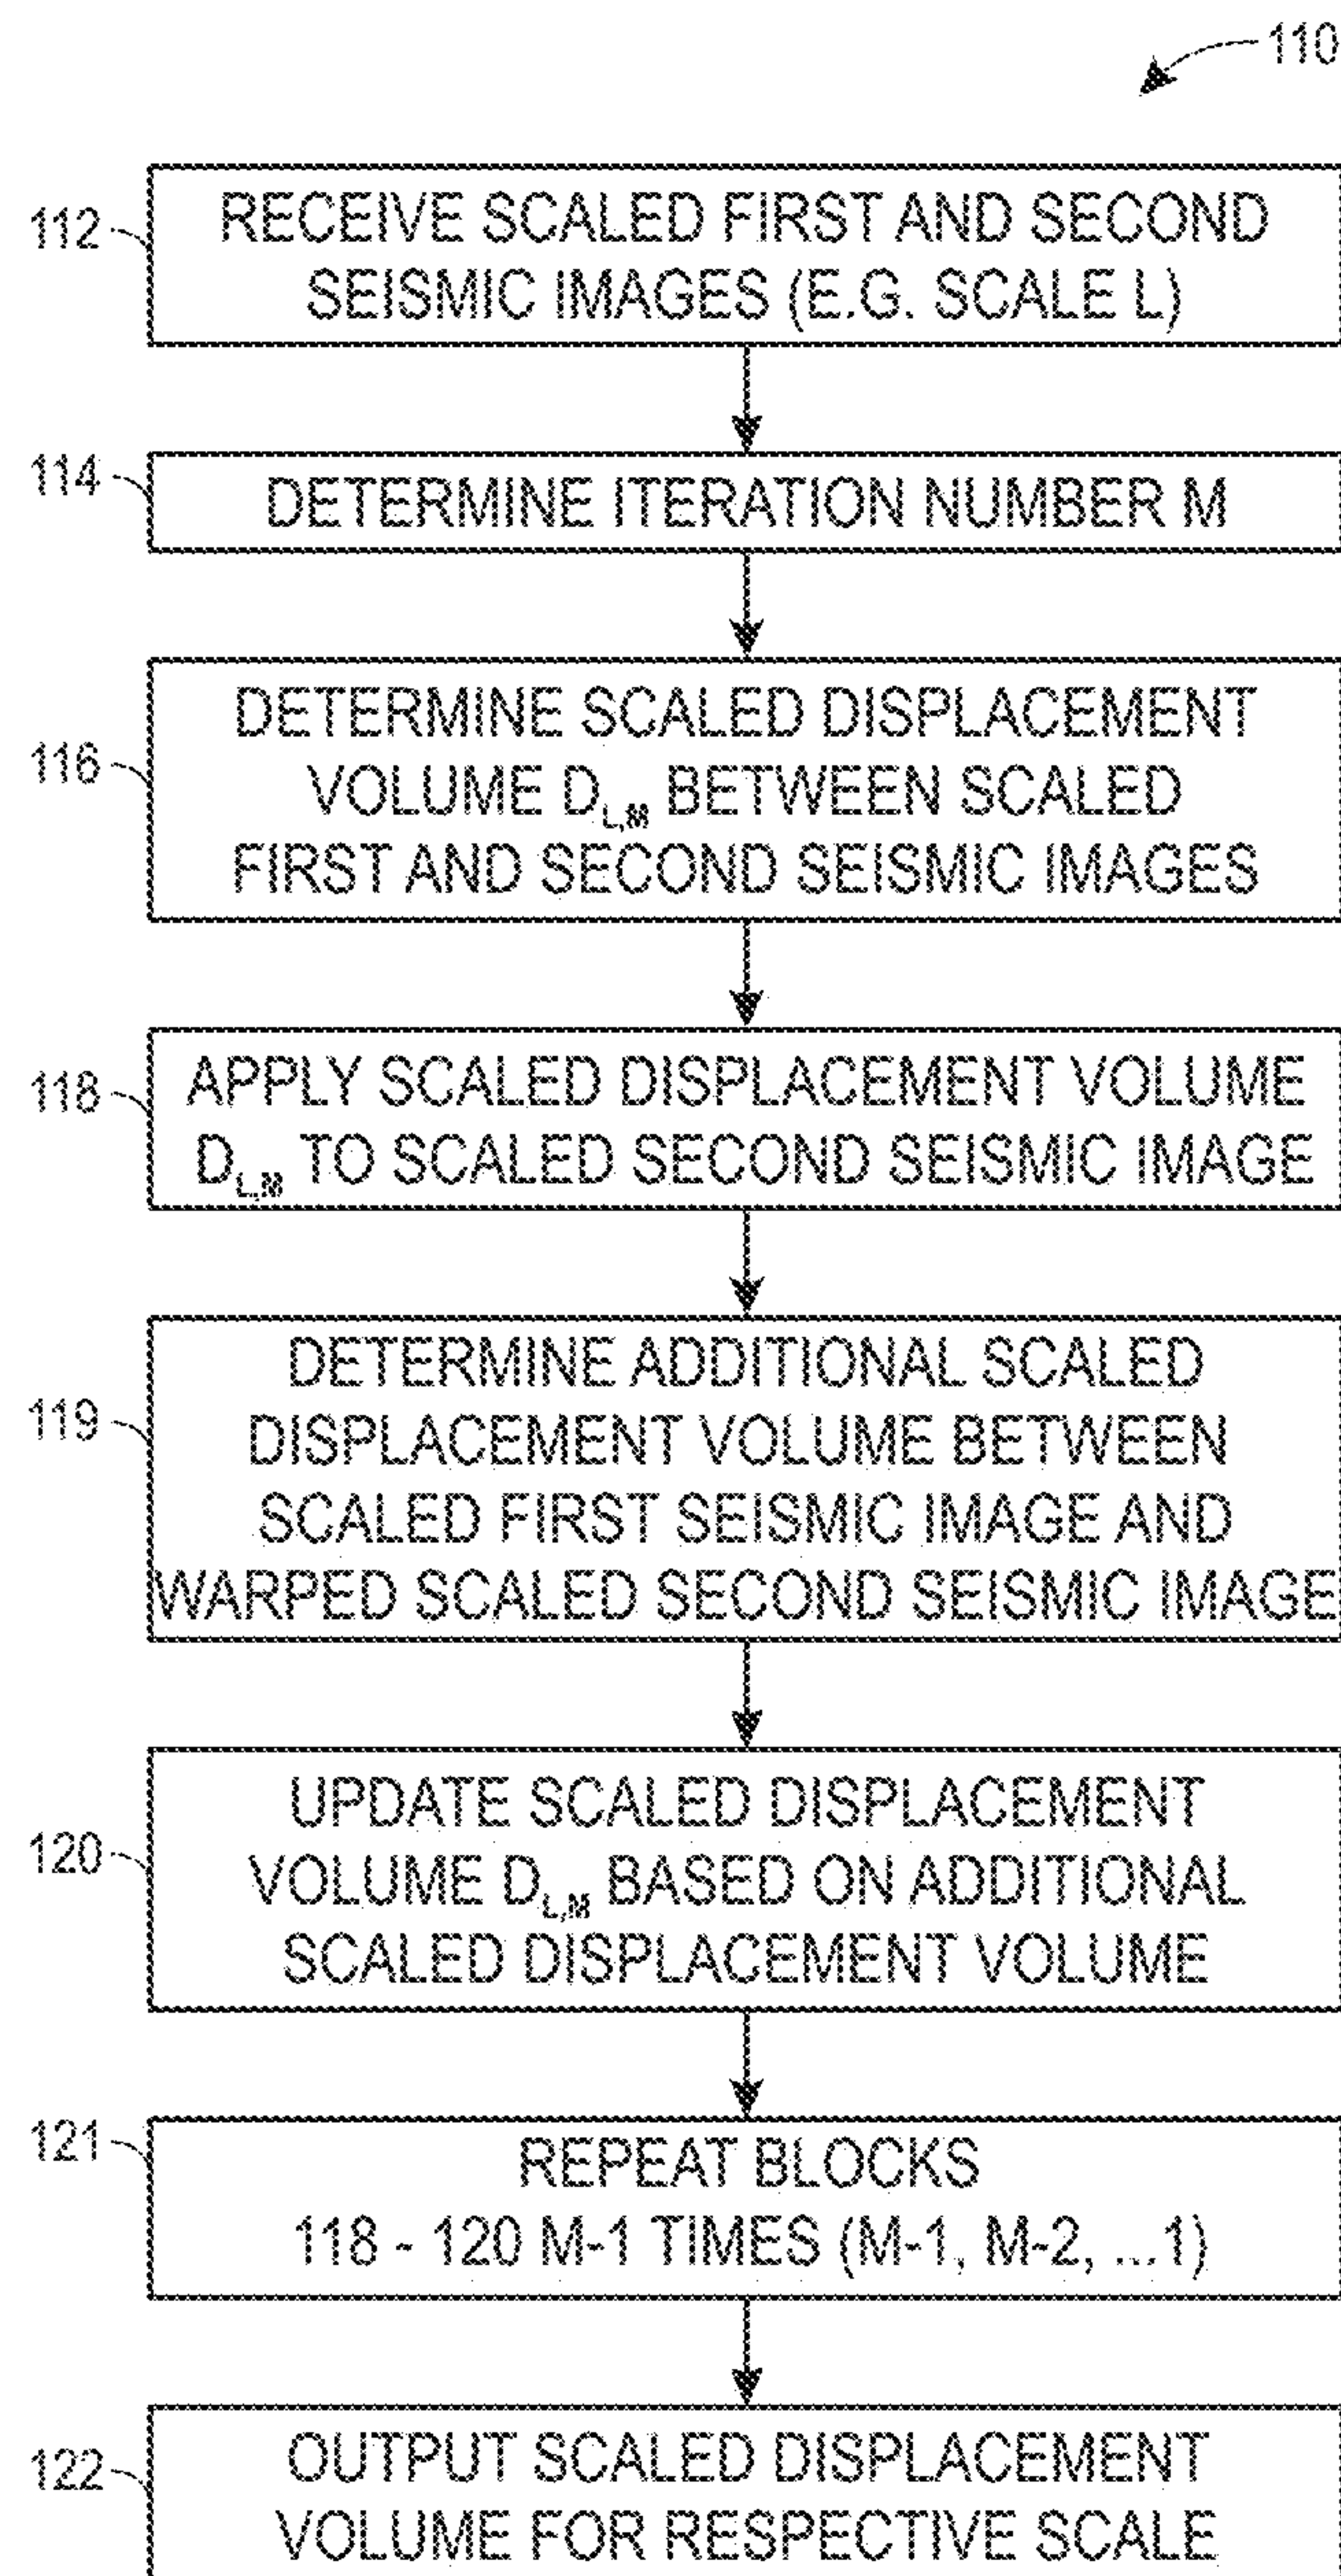 110
112
RECEIVE SCALED FIRST AND SECOND
SEISMIC IMAGES (E.G. SCALE L)
114
DETERMINE ITERATION NUMBER M
116
DETERMINE SCALED DISPLACEMENT
VOLUME D_L,M BETWEEN SCALED
FIRST AND SECOND SEISMIC IMAGES
118
APPLY SCALED DISPLACEMENT VOLUME
D_L,M TO SCALED SECOND SEISMIC IMAGE
119
DETERMINE ADDITIONAL SCALED
DISPLACEMENT VOLUME BETWEEN
SCALED FIRST SEISMIC IMAGE AND
WARPED SCALED SECOND SEISMIC IMAGE
120
UPDATE SCALED DISPLACEMENT
VOLUME D_L,M BASED ON ADDITIONAL
SCALED DISPLACEMENT VOLUME
121
REPEAT BLOCKS
118 - 120 M-1 TIMES (M-1, M-2, ...1)
122
OUTPUT SCALED DISPLACEMENT
VOLUME FOR RESPECTIVE SCALE